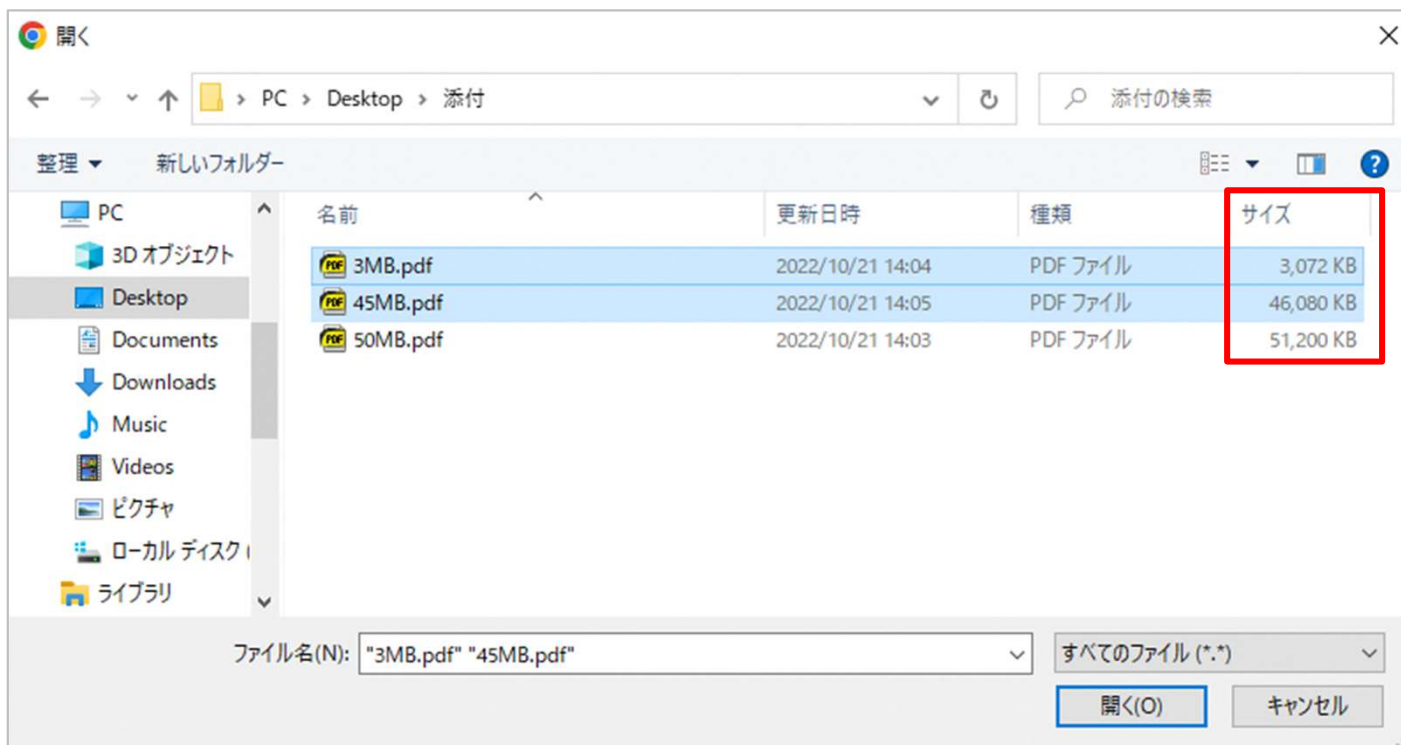 開く
PC › Desktop › 添付
添付の検索
整理 新しいフォルダー
PC
3D オブジェクト
Desktop
Documents
Downloads
Music
Videos
ピクチャ
ローカル ディスク (
ライブラリ
名前 更新日時 種類 サイズ
3MB.pdf 2022/10/21 14:04 PDF ファイル 3,072 KB
45MB.pdf 2022/10/21 14:05 PDF ファイル 46,080 KB
50MB.pdf 2022/10/21 14:03 PDF ファイル 51,200 KB
ファイル名(N): "3MB.pdf" "45MB.pdf"
すべてのファイル (*.*)
開く(O) キャンセル